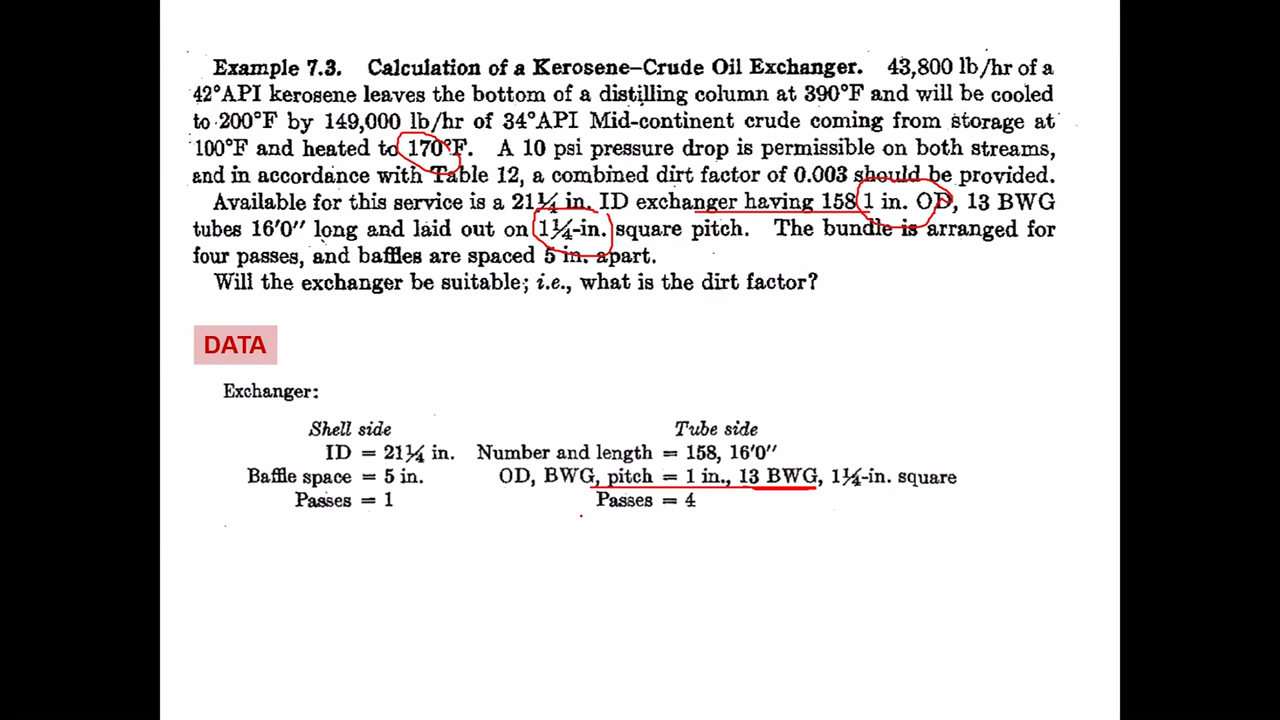 Example 7.3. Calculation of a Kerosene–Crude Oil Exchanger. 43,800 lb/hr of a
42°API kerosene leaves the bottom of a distilling column at 390°F and will be cooled
to 200°F by 149,000 lb/hr of 34°API Mid-continent crude coming from storage at
100°F and heated to 170°F. A 10 psi pressure drop is permissible on both streams,
and in accordance with Table 12, a combined dirt factor of 0.003 should be provided.
Available for this service is a 21¼ in. ID exchanger having 158 1 in. OD, 13 BWG
tubes 16'0'' long and laid out on 1¼-in. square pitch. The bundle is arranged for
four passes, and baffles are spaced 5 in. apart.
Will the exchanger be suitable; i.e., what is the dirt factor?
DATA
Exchanger:
Shell side Tube side
ID = 21¼ in. Number and length = 158, 16'0''
Baffle space = 5 in. OD, BWG, pitch = 1 in., 13 BWG, 1¼-in. square
Passes = 1 Passes = 4